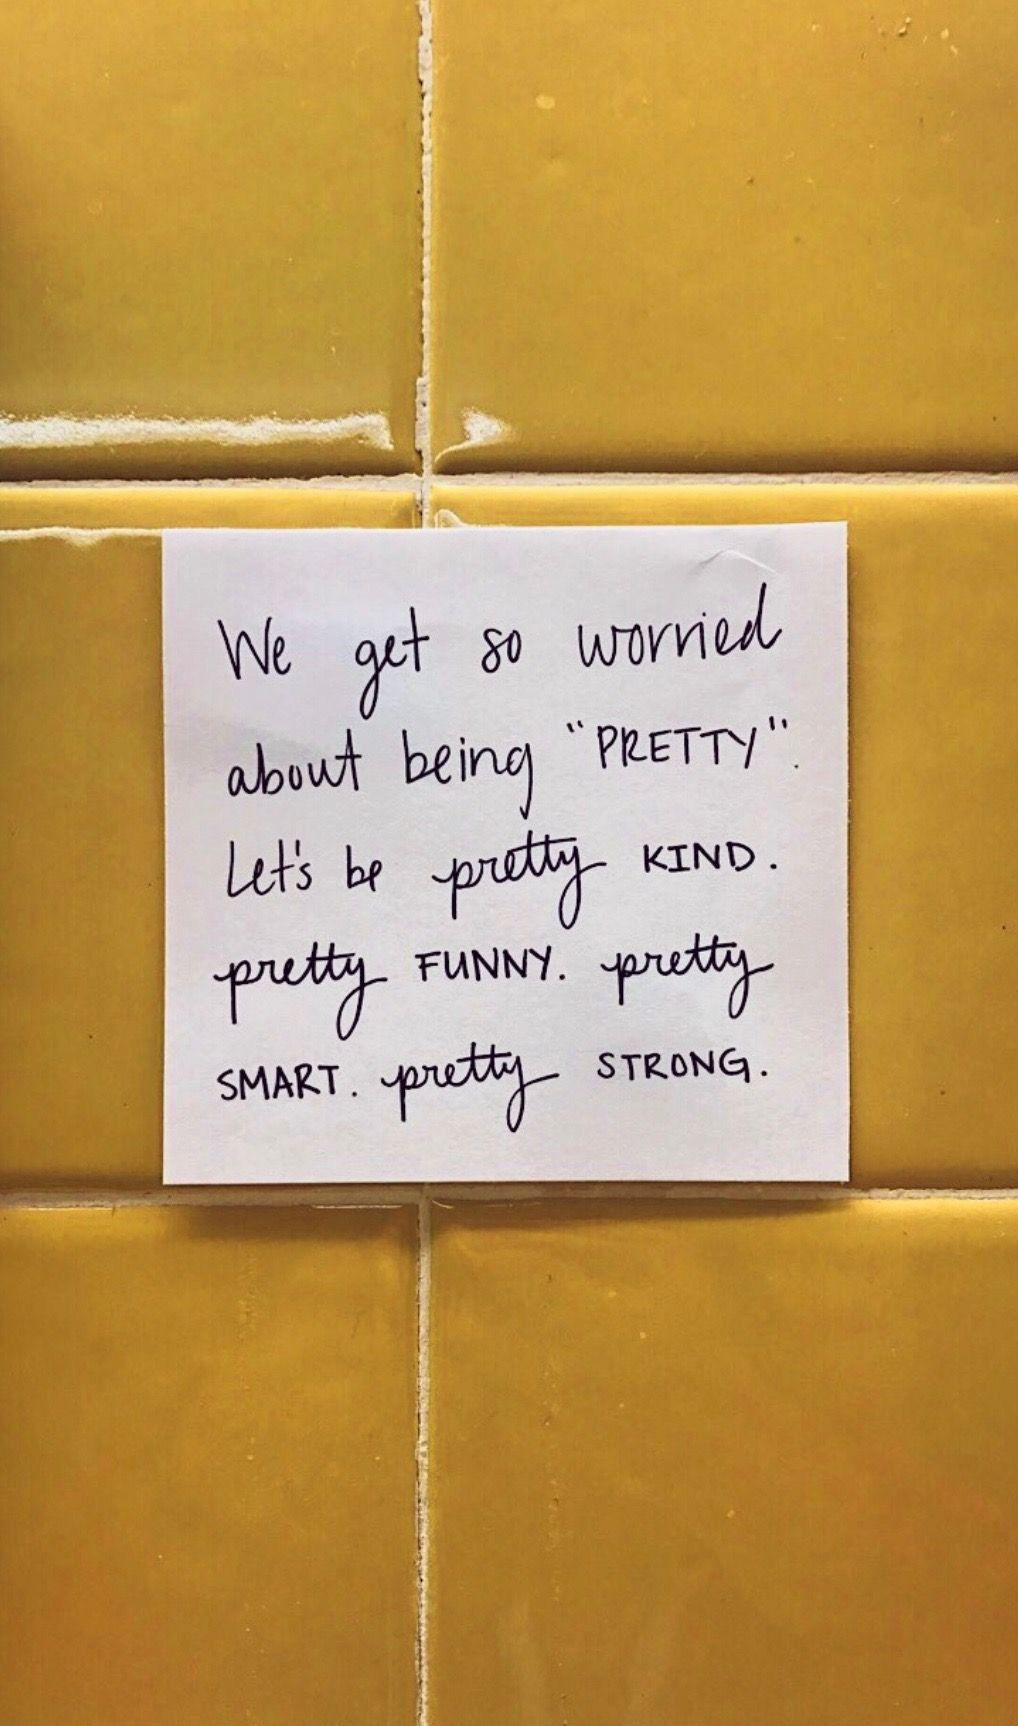 We get so worried
about being "PRETTY".
Let's be pretty KIND.
pretty FUNNY. pretty
SMART. pretty STRONG.